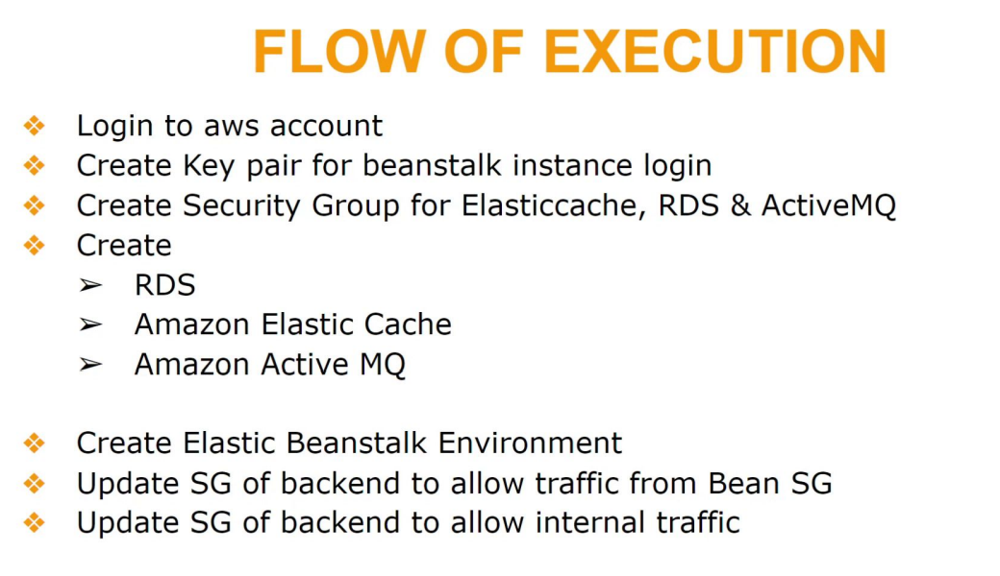 FLOW OF EXECUTION
❖ Login to aws account
❖ Create Key pair for beanstalk instance login
❖ Create Security Group for Elasticcache, RDS & ActiveMQ
❖ Create
➢ RDS
➢ Amazon Elastic Cache
➢ Amazon Active MQ
❖ Create Elastic Beanstalk Environment
❖ Update SG of backend to allow traffic from Bean SG
❖ Update SG of backend to allow internal traffic